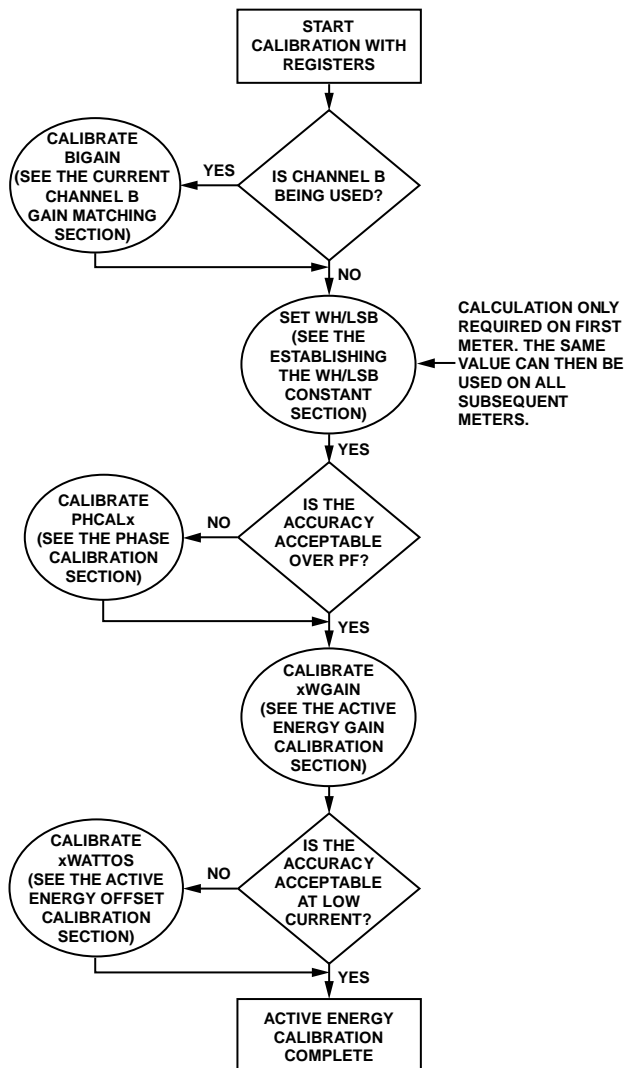 START
CALIBRATION WITH
REGISTERS
CALIBRATE
BIGAIN
(SEE THE CURRENT
CHANNEL B
GAIN MATCHING
SECTION)
YES
IS CHANNEL B
BEING USED?
NO
SET WH/LSB
(SEE THE
ESTABLISHING
THE WH/LSB
CONSTANT
SECTION)
CALCULATION ONLY
REQUIRED ON FIRST
METER. THE SAME
VALUE CAN THEN BE
USED ON ALL
SUBSEQUENT
METERS.
YES
CALIBRATE
PHCALx
(SEE THE PHASE
CALIBRATION
SECTION)
NO
IS THE
ACCURACY
ACCEPTABLE
OVER PF?
YES
CALIBRATE
xWGAIN
(SEE THE ACTIVE
ENERGY GAIN
CALIBRATION
SECTION)
CALIBRATE
xWATTOS
(SEE THE ACTIVE
ENERGY OFFSET
CALIBRATION
SECTION)
NO
IS THE
ACCURACY
ACCEPTABLE
AT LOW
CURRENT?
YES
ACTIVE ENERGY
CALIBRATION
COMPLETE